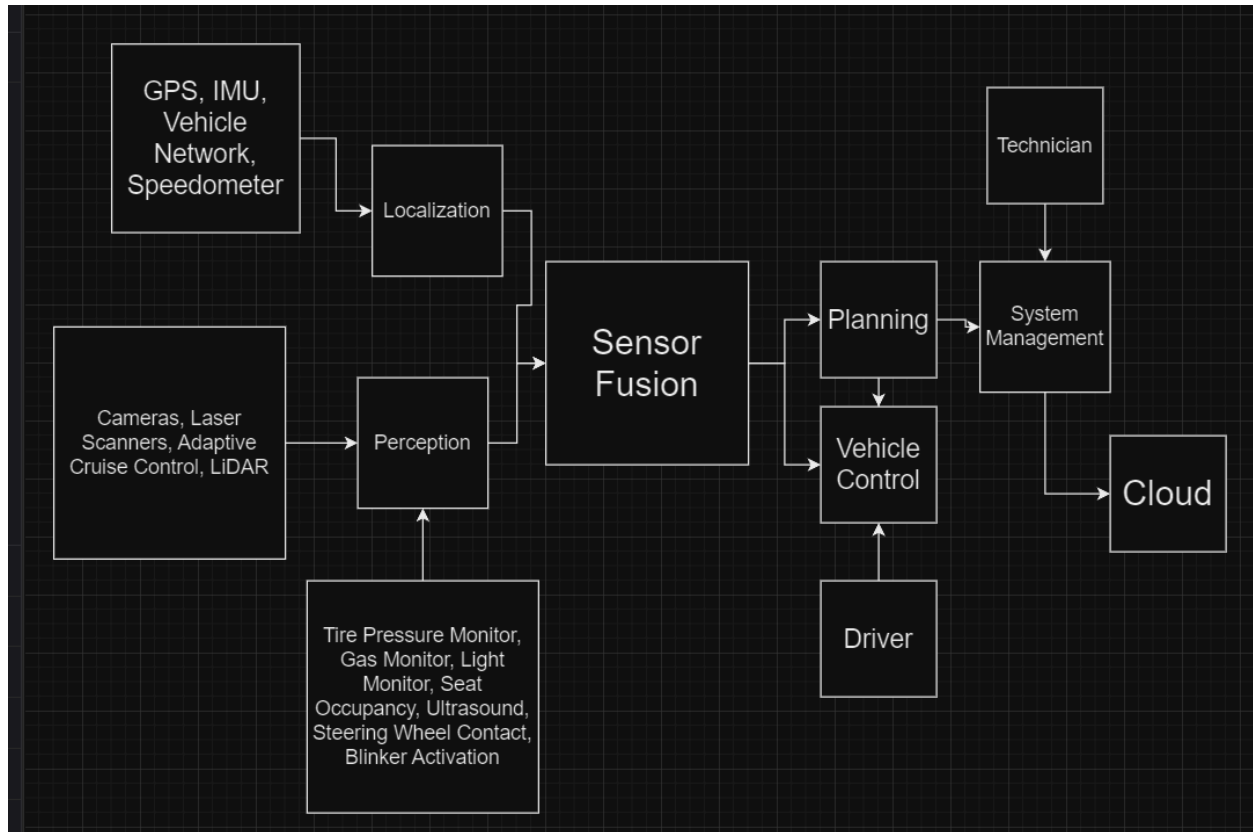 GPS, IMU,
Vehicle
Network,
Speedometer
Localization
Technician
Sensor
Fusion
Planning
System
Management
Cameras, Laser
Scanners, Adaptive
Cruise Control, LiDAR
Perception
Vehicle
Control
Cloud
Tire Pressure Monitor,
Gas Monitor, Light
Monitor, Seat
Occupancy, Ultrasound,
Steering Wheel Contact,
Blinker Activation
Driver